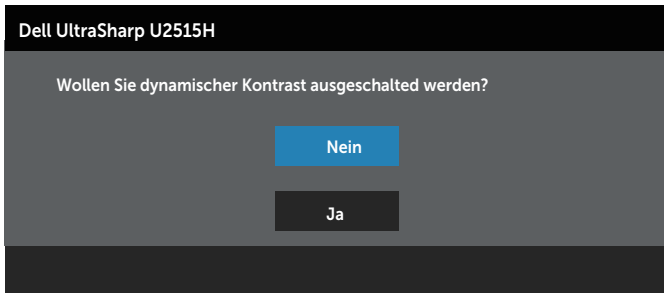 Dell UltraSharp U2515H
Wollen Sie dynamischer Kontrast ausgeschalted werden?
Nein
Ja